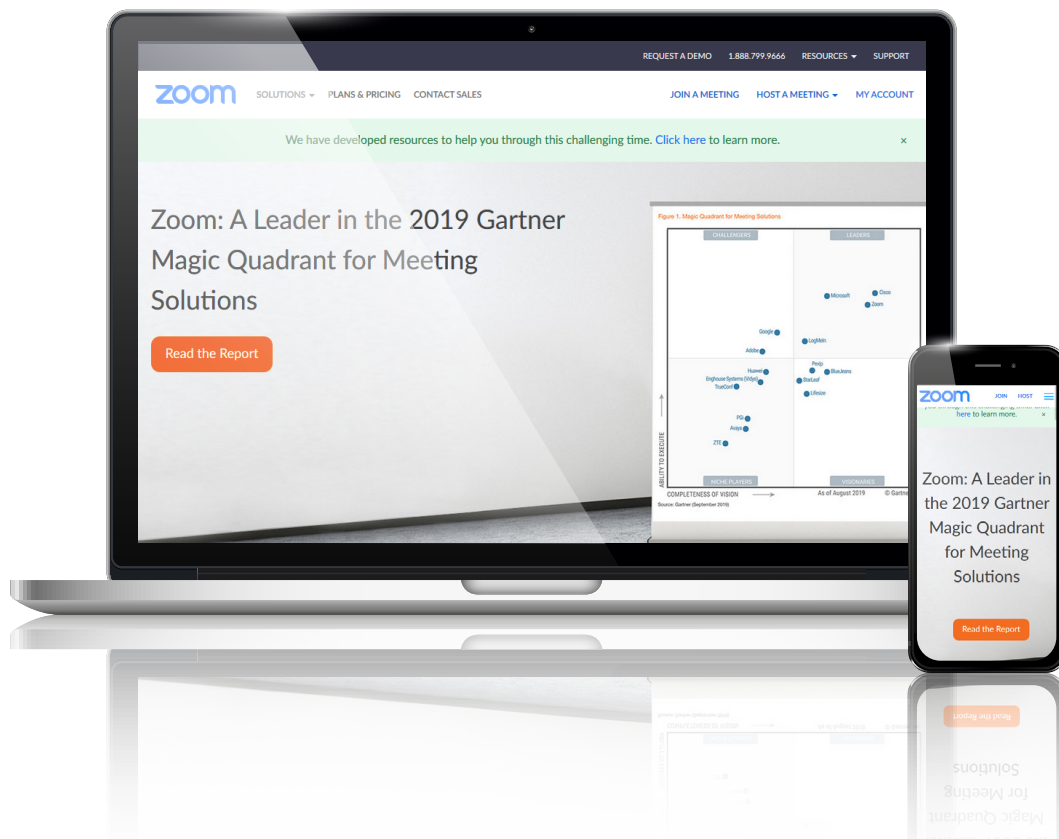 REQUEST A DEMO 1.888.799.9666 RESOURCES SUPPORT
zoom SOLUTIONS PLANS & PRICING CONTACT SALES JOIN A MEETING HOST A MEETING MY ACCOUNT
We have developed resources to help you through this challenging time. Click here to learn more. ×
Zoom: A Leader in the 2019 Gartner
Magic Quadrant for Meeting
Solutions
Read the Report
Figure 1. Magic Quadrant for Meeting Solutions
CHALLENGERS LEADERS
Microsoft Cisco
Zoom
Google
LogMeIn
Adobe
Pexip
Huawei BlueJeans
Enghouse Systems (Vidyo) StarLeaf
TrueConf
Lifesize
PGi
Avaya
ZTE
ABILITY TO EXECUTE
NICHE PLAYERS VISIONARIES
COMPLETENESS OF VISION As of August 2019 © Gartne
Source: Gartner (September 2019)
zoom JOIN HOST
here to learn more. ×
Zoom: A Leader in
the 2019 Gartner
Magic Quadrant
for Meeting
Solutions
Read the Report